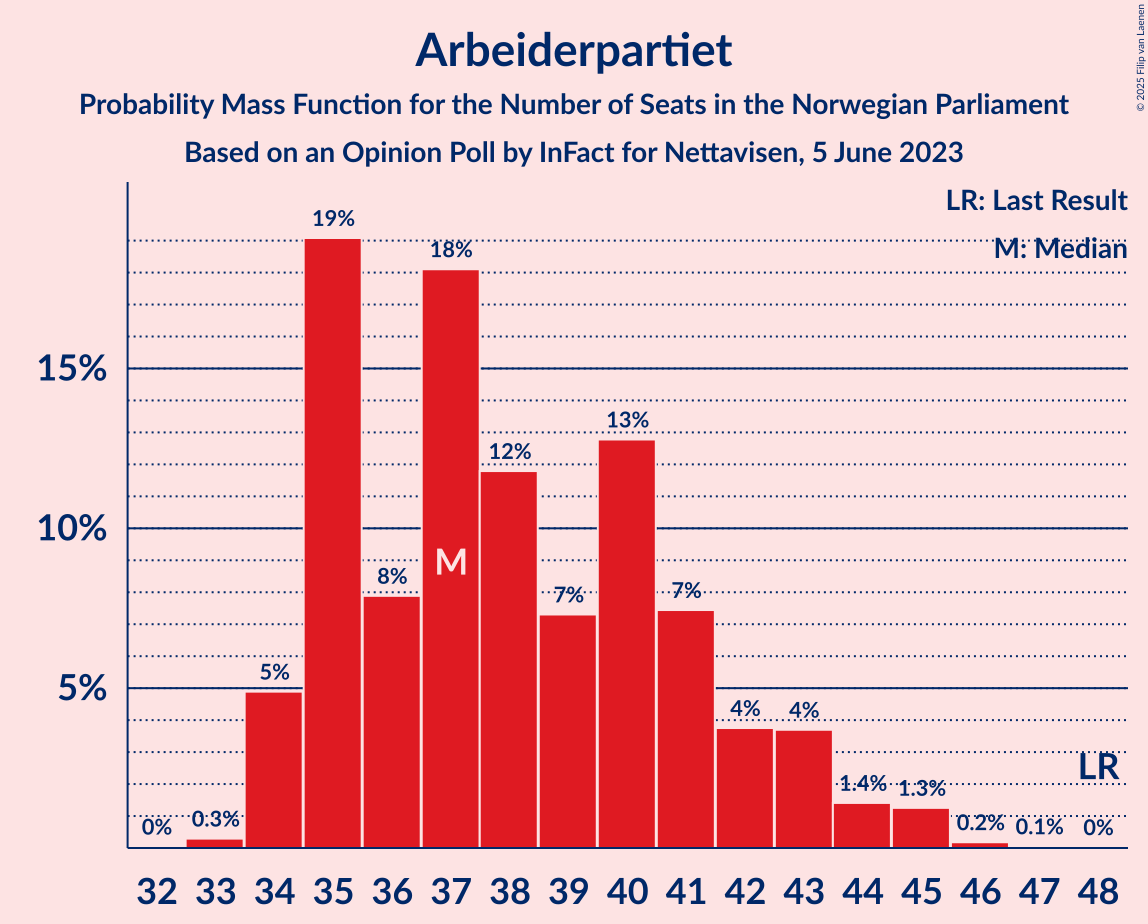 Arbeiderpartiet
Probability Mass Function for the Number of Seats in the Norwegian Parliament
Based on an Opinion Poll by InFact for Nettavisen, 5 June 2023
© 2025 Filip van Laenen
LR: Last Result
M: Median
15%
10%
5%
0%
0.3%
5%
19%
8%
18%
12%
7%
13%
7%
4%
4%
1.4%
1.3%
0.2%
0.1%
0%
M
LR
32 33 34 35 36 37 38 39 40 41 42 43 44 45 46 47 48